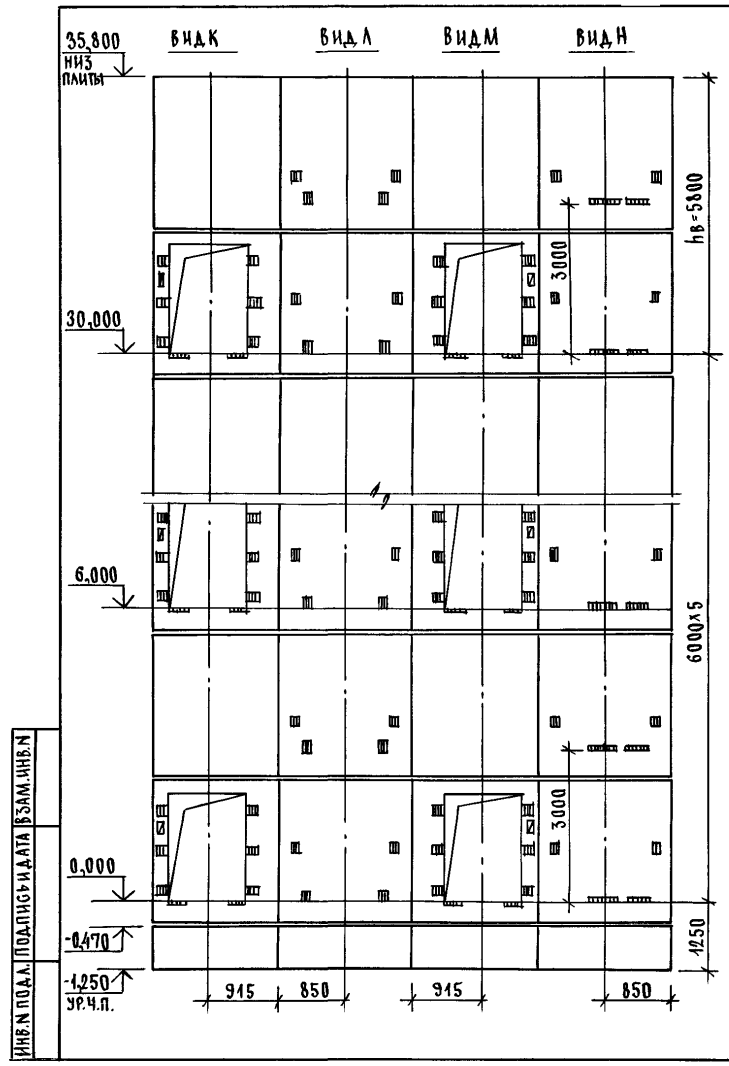 35,800
НИЗ
ПЛИТЫ
ВИД К
ВИД Л
ВИД М
ВИД Н
hв=5800
3000
30,000
6,000
6000х5
3000
0,000
-0,470
1250
-1,250
УР.Ч.П.
915
850
915
850
ИНВ.N ПОДЛ.
ПОДПИСЬ И ДАТА
ВЗАМ.ИНВ.N